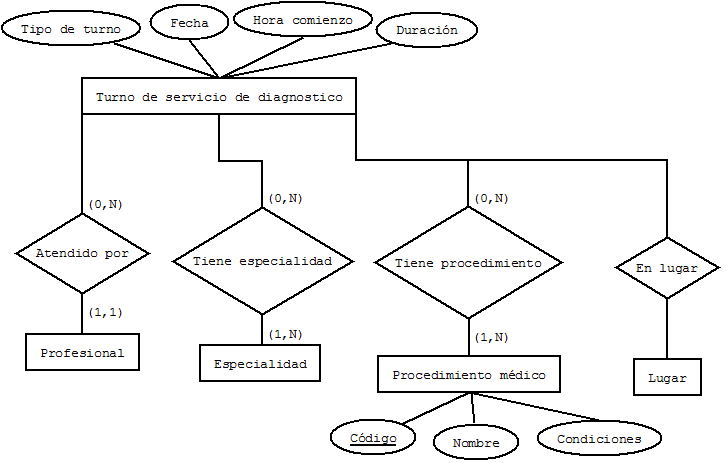 Tipo de turno
Fecha
Hora comienzo
Duración
Turno de servicio de diagnostico
(0,N)
(0,N)
(0,N)
Atendido por
Tiene especialidad
Tiene procedimiento
En lugar
(1,1)
(1,N)
(1,N)
Profesional
Especialidad
Procedimiento médico
Lugar
Código
Nombre
Condiciones